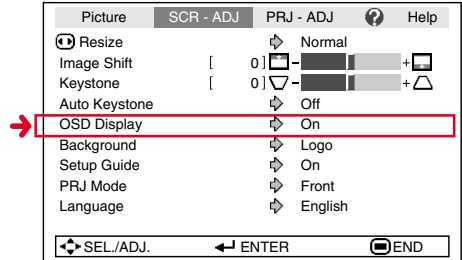 Picture SCR - ADJ PRJ - ADJ ? Help
Resize Normal
Image Shift [ 0 ] - +
Keystone [ 0 ] - +
Auto Keystone Off
OSD Display On
Background Logo
Setup Guide On
PRJ Mode Front
Language English
SEL./ADJ. ENTER END